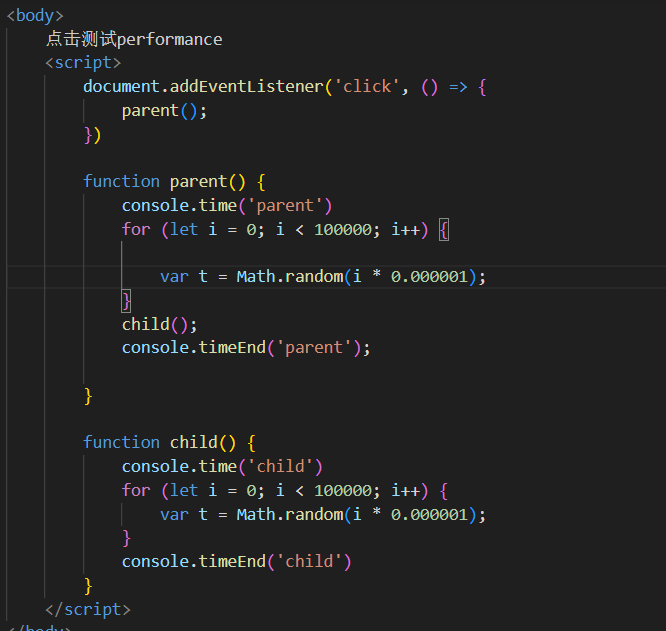 <body>
点击测试performance
<script>
document.addEventListener('click', () => {
parent();
})
function parent() {
console.time('parent')
for (let i = 0; i < 100000; i++) {
var t = Math.random(i * 0.000001);
}
child();
console.timeEnd('parent');
}
function child() {
console.time('child')
for (let i = 0; i < 100000; i++) {
var t = Math.random(i * 0.000001);
}
console.timeEnd('child')
}
</script>
</body>